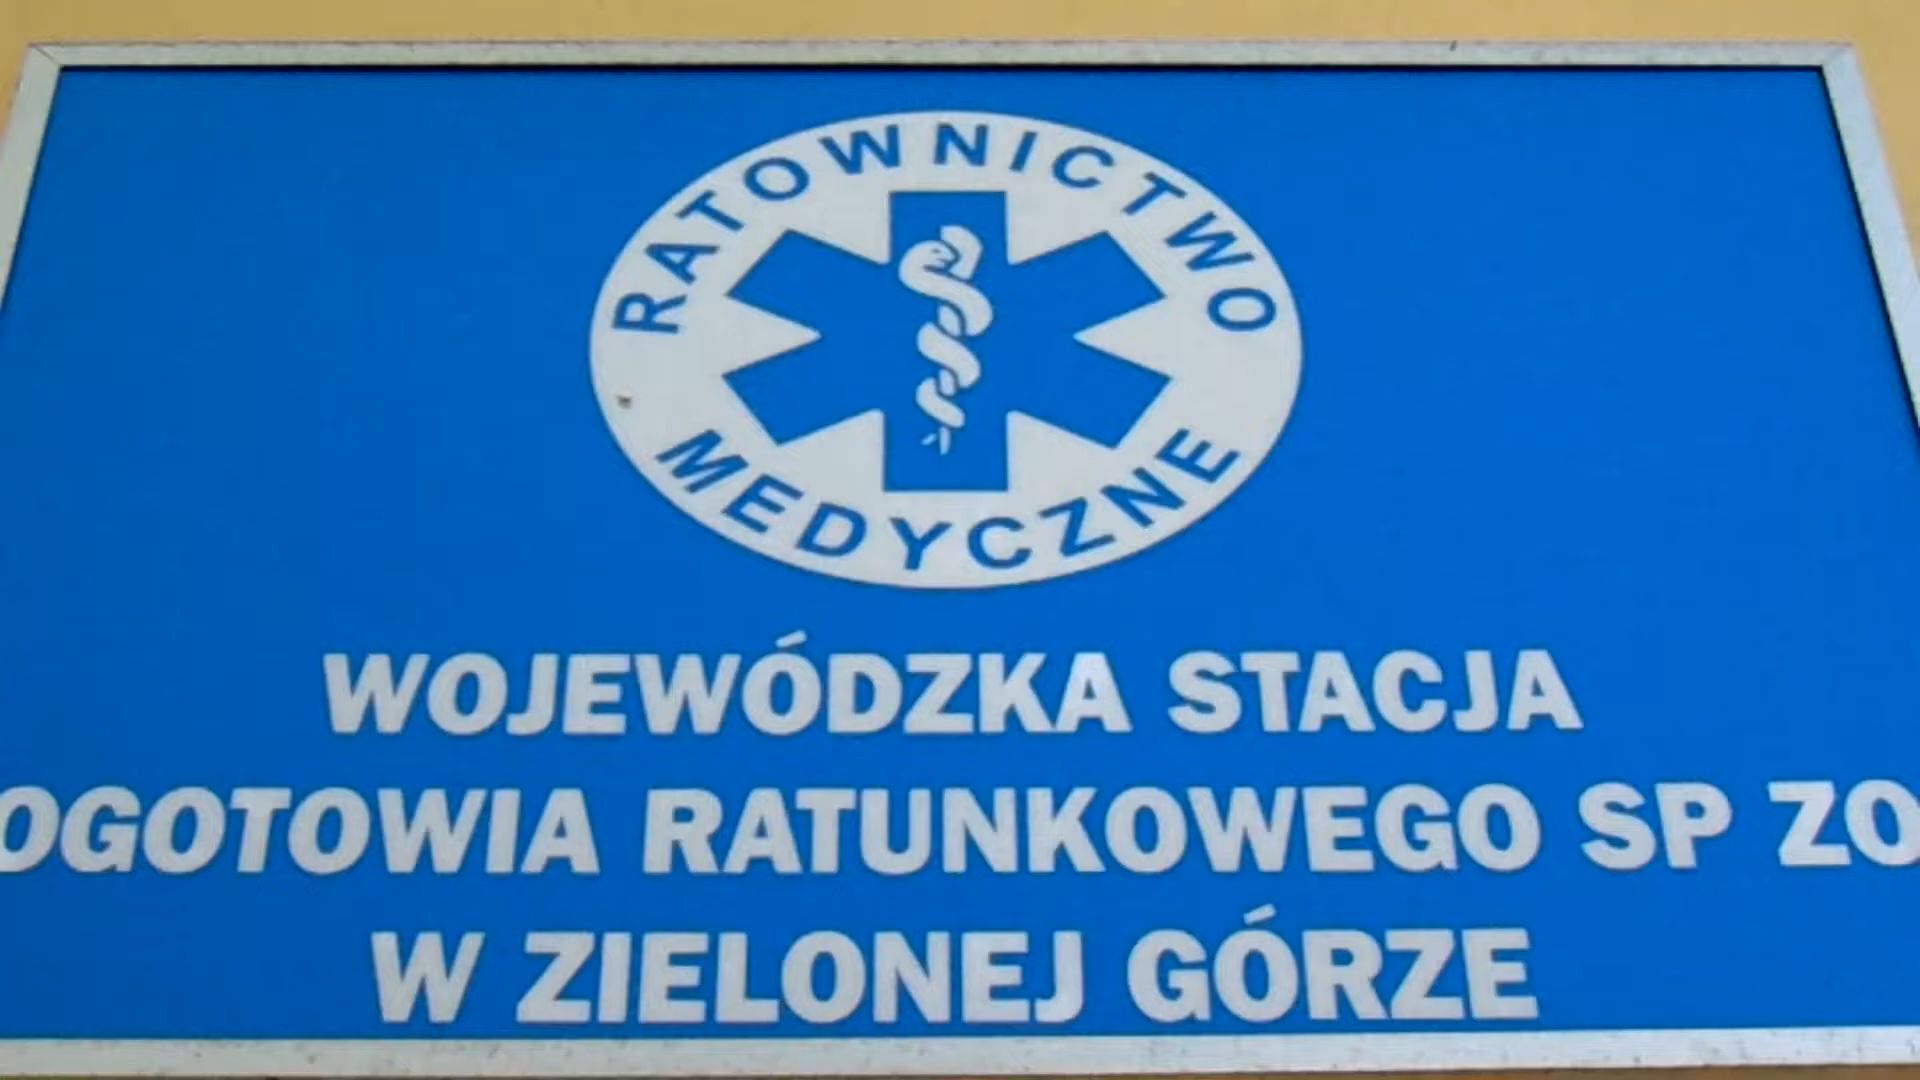 RATOWNICTWO
MEDYCZNE
WOJEWÓDZKA STACJA
OGOTOWIA RATUNKOWEGO SP ZO
W ZIELONEJ GÓRZE